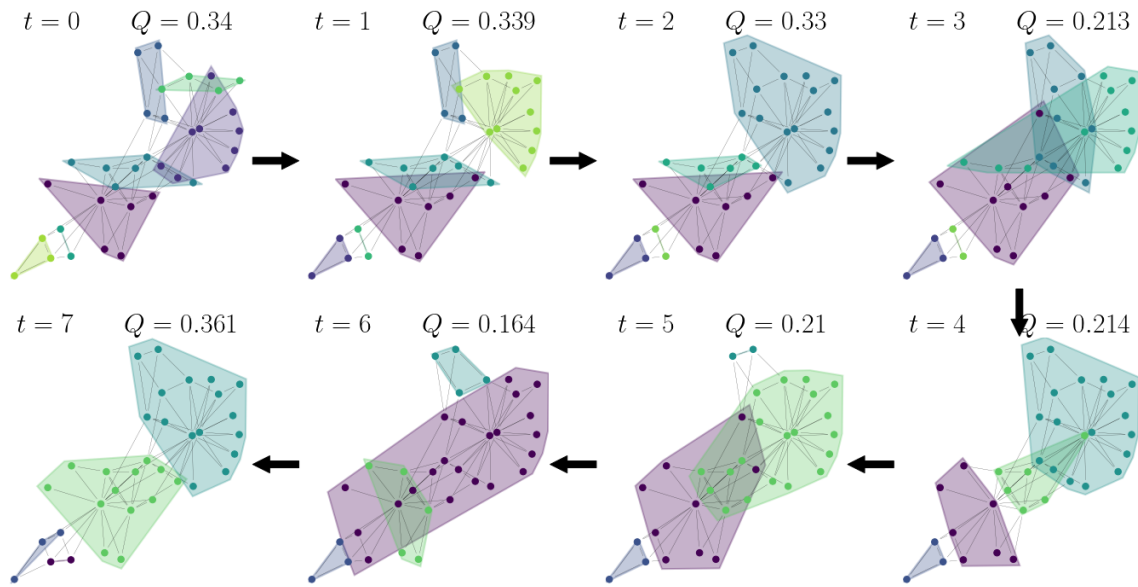 t = 0 Q = 0.34 t = 1 Q = 0.339 t = 2 Q = 0.33 t = 3 Q = 0.213
t = 7 Q = 0.361 t = 6 Q = 0.164 t = 5 Q = 0.21 t = 4 Q = 0.214